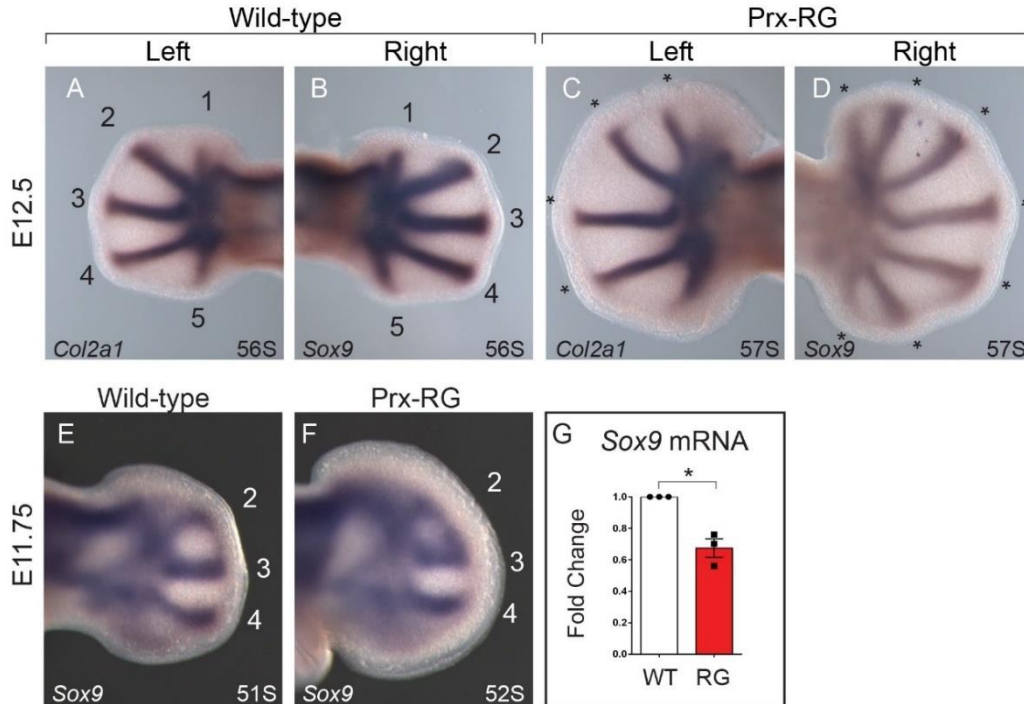 Wild-type Prx-RG
Left Right Left Right
E12.5
A 1 2 3 4 5 Col2a1 56S
B 1 2 3 4 5 Sox9 56S
C * * * * Col2a1 57S
D * * * * * * * Sox9 57S
Wild-type Prx-RG
E11.75
E 2 3 4 Sox9 51S
F 2 3 4 Sox9 52S
G Sox9 mRNA
*
Fold Change
1.0
0.8
0.6
0.4
0.2
0.0
WT RG